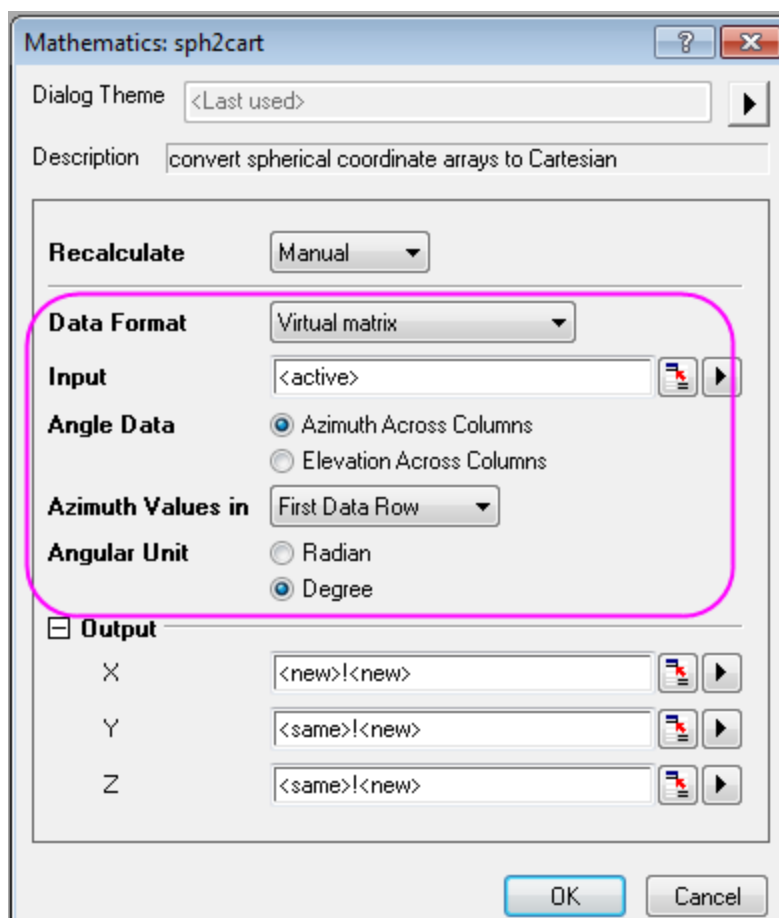 Mathematics: sph2cart
Dialog Theme <Last used>
Description convert spherical coordinate arrays to Cartesian
Recalculate Manual
Data Format Virtual matrix
Input <active>
Angle Data Azimuth Across Columns
Elevation Across Columns
Azimuth Values in First Data Row
Angular Unit Radian
Degree
Output
X <new>!<new>
Y <same>!<new>
Z <same>!<new>
OK Cancel